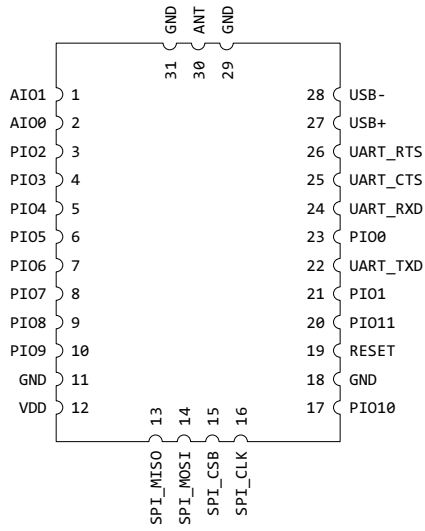 GND ANT GND
31 30 29
AIO1 1 28 USB-
AIO0 2 27 USB+
PIO2 3 26 UART_RTS
PIO3 4 25 UART_CTS
PIO4 5 24 UART_RXD
PIO5 6 23 PIO0
PIO6 7 22 UART_TXD
PIO7 8 21 PIO1
PIO8 9 20 PIO11
PIO9 10 19 RESET
GND 11 18 GND
VDD 12 17 PIO10
13 14 15 16
SPI_MISO SPI_MOSI SPI_CSB SPI_CLK